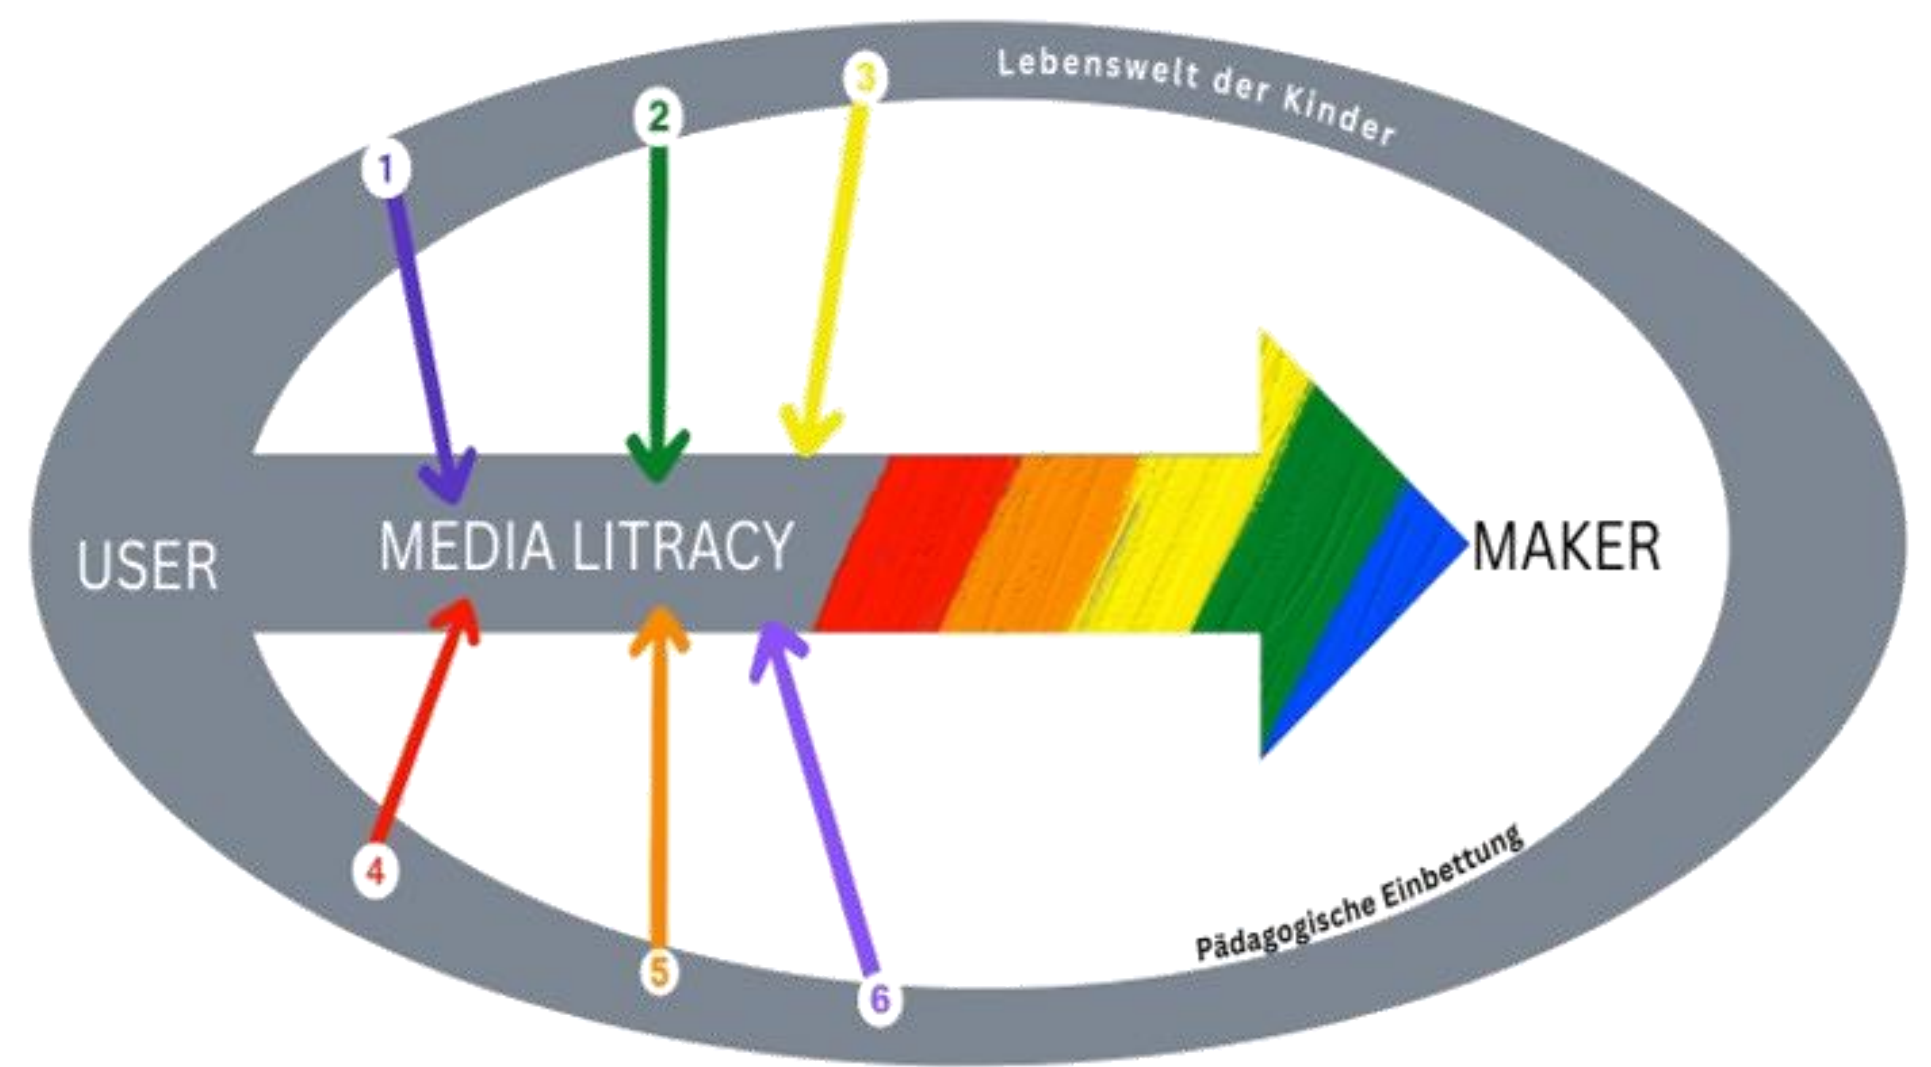 Lebenswelt der Kinder
1
2
3
USER
MEDIA LITRACY
MAKER
4
5
6
Pädagogische Einbettung